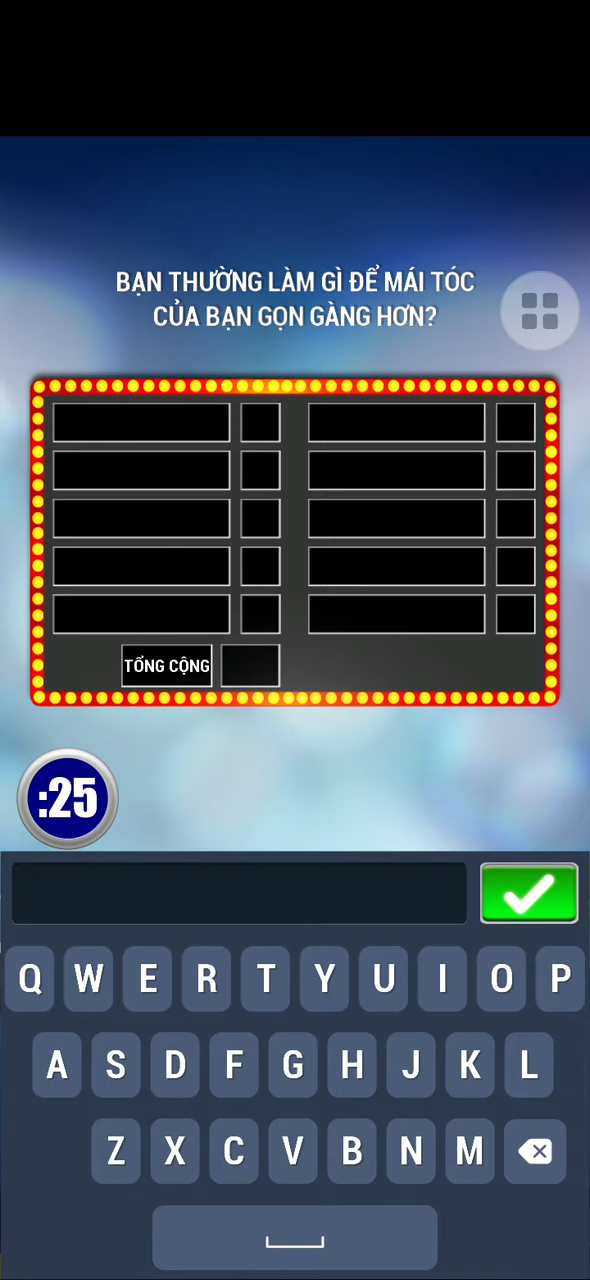 BẠN THƯỜNG LÀM GÌ ĐỂ MÁI TÓC
CỦA BẠN GỌN GÀNG HƠN?
TỔNG CỘNG
:25
Q W E R T Y U I O P
A S D F G H J K L
Z X C V B N M